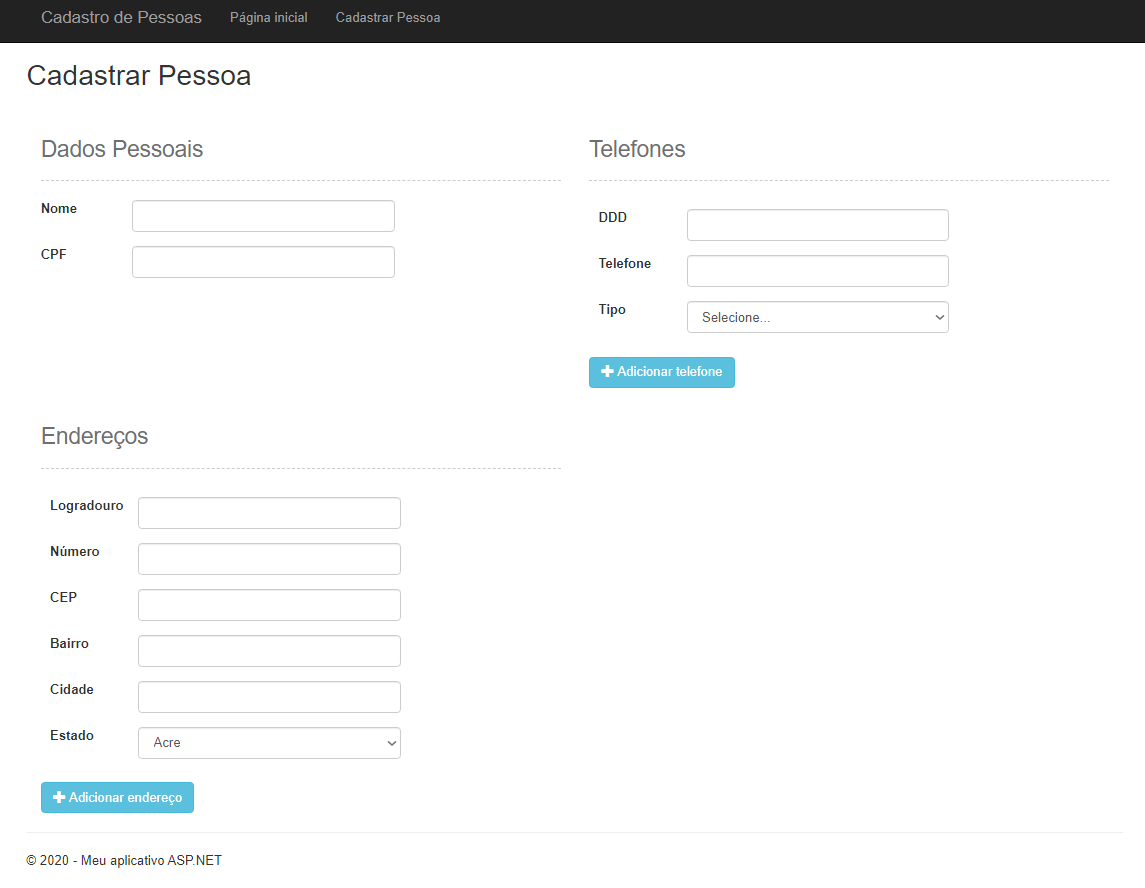 Cadastro de Pessoas Página inicial Cadastrar Pessoa
Cadastrar Pessoa
Dados Pessoais
Nome
CPF
Telefones
DDD
Telefone
Tipo Selecione...
Adicionar telefone
Endereços
Logradouro
Número
CEP
Bairro
Cidade
Estado Acre
Adicionar endereço
© 2020 - Meu aplicativo ASP.NET